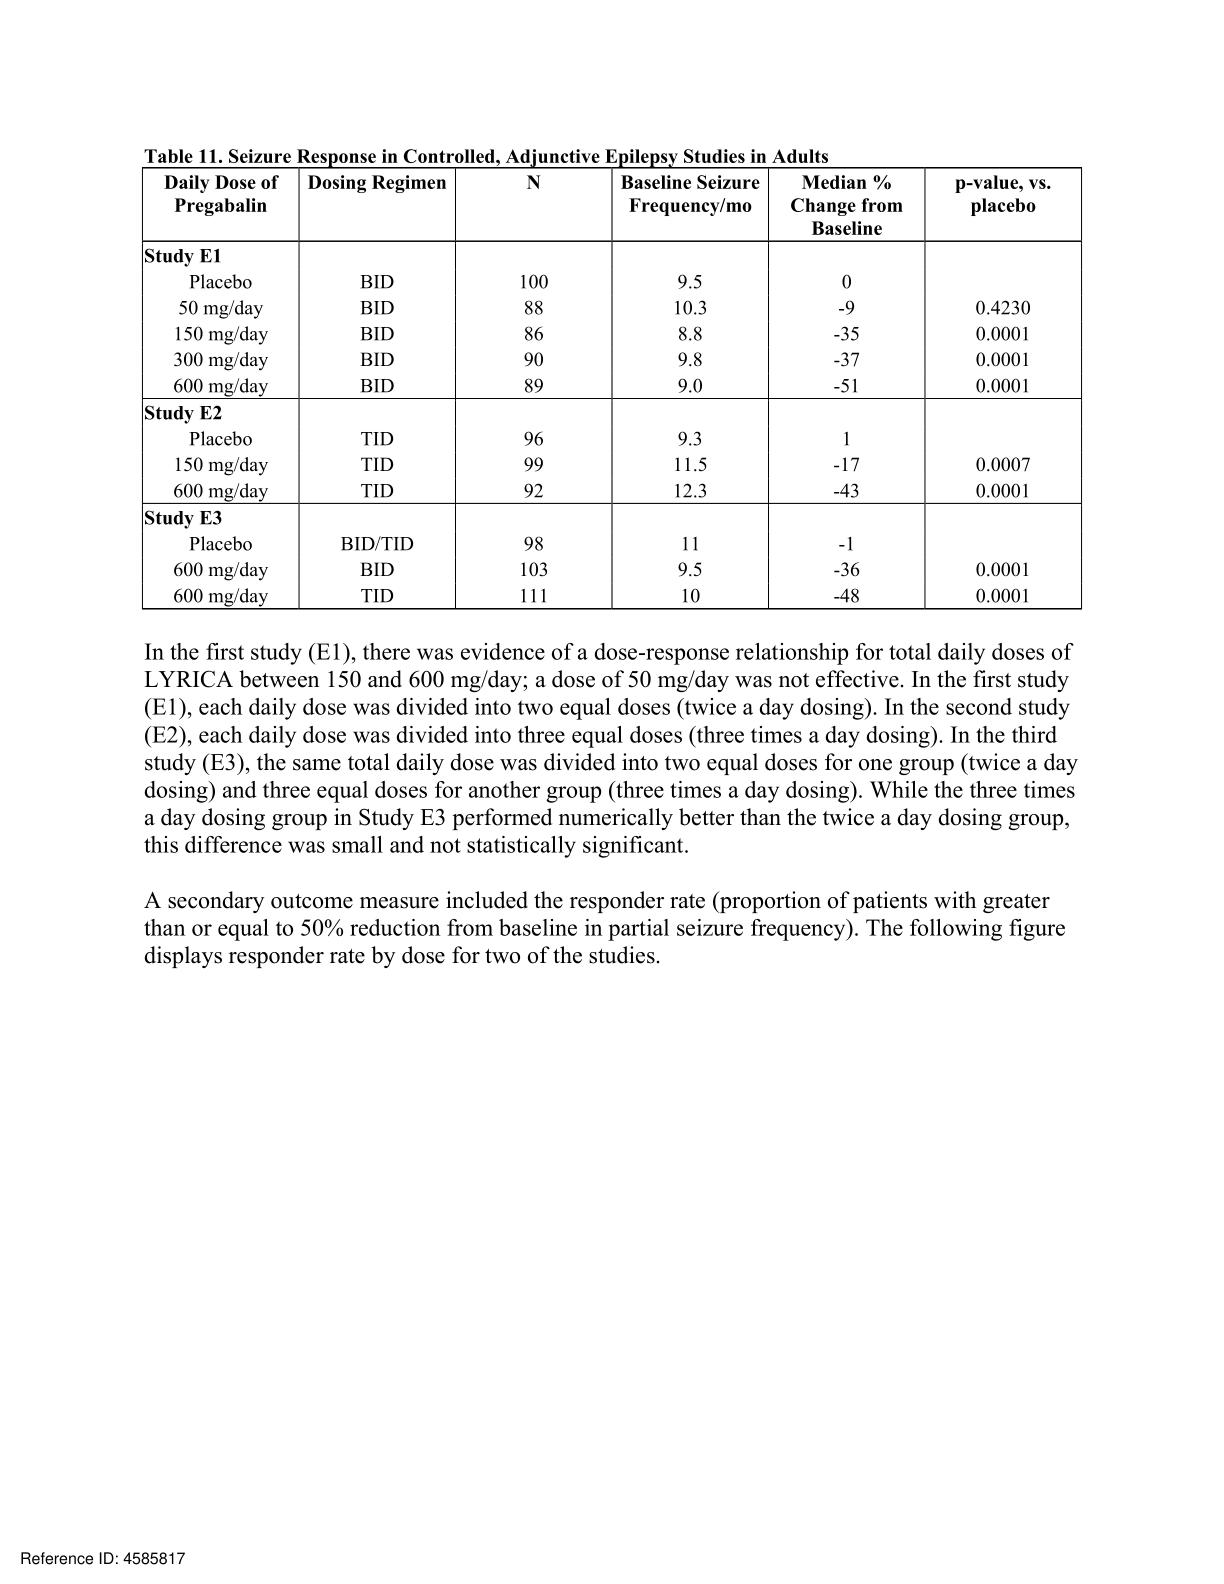 Table 11. Seizure Response in Controlled, Adjunctive Epilepsy Studies in Adults
Daily Dose of Pregabalin Dosing Regimen N Baseline Seizure Frequency/mo Median % Change from Baseline p-value, vs. placebo
Study E1
Placebo BID 100 9.5 0
50 mg/day BID 88 10.3 -9 0.4230
150 mg/day BID 86 8.8 -35 0.0001
300 mg/day BID 90 9.8 -37 0.0001
600 mg/day BID 89 9.0 -51 0.0001
Study E2
Placebo TID 96 9.3 1
150 mg/day TID 99 11.5 -17 0.0007
600 mg/day TID 92 12.3 -43 0.0001
Study E3
Placebo BID/TID 98 11 -1
600 mg/day BID 103 9.5 -36 0.0001
600 mg/day TID 111 10 -48 0.0001
In the first study (E1), there was evidence of a dose-response relationship for total daily doses of
LYRICA between 150 and 600 mg/day; a dose of 50 mg/day was not effective. In the first study
(E1), each daily dose was divided into two equal doses (twice a day dosing). In the second study
(E2), each daily dose was divided into three equal doses (three times a day dosing). In the third
study (E3), the same total daily dose was divided into two equal doses for one group (twice a day
dosing) and three equal doses for another group (three times a day dosing). While the three times
a day dosing group in Study E3 performed numerically better than the twice a day dosing group,
this difference was small and not statistically significant.
A secondary outcome measure included the responder rate (proportion of patients with greater
than or equal to 50% reduction from baseline in partial seizure frequency). The following figure
displays responder rate by dose for two of the studies.
Reference ID: 4585817